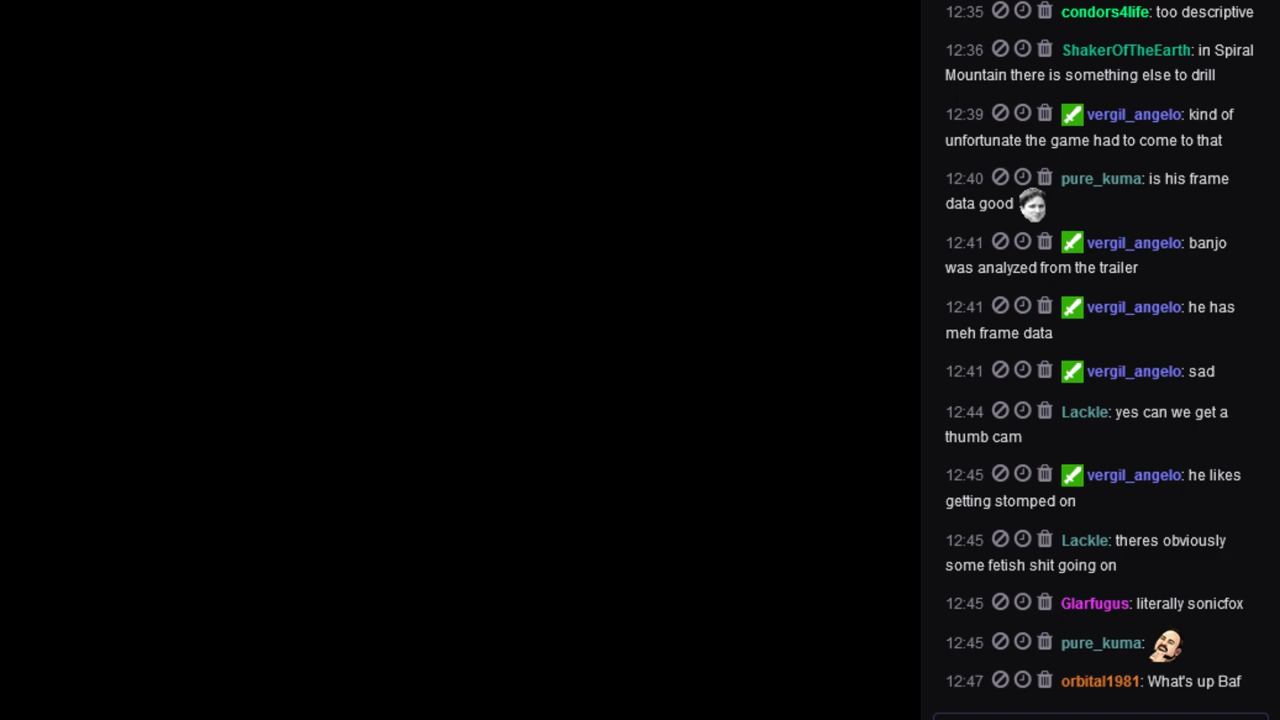 12:35 condors4life: too descriptive
12:36 ShakerOfTheEarth: in Spiral
Mountain there is something else to drill
12:39 vergil_angelo: kind of
unfortunate the game had to come to that
12:40 pure_kuma: is his frame
data good
12:41 vergil_angelo: banjo
was analyzed from the trailer
12:41 vergil_angelo: he has
meh frame data
12:41 vergil_angelo: sad
12:44 Lackle: yes can we get a
thumb cam
12:45 vergil_angelo: he likes
getting stomped on
12:45 Lackle: theres obviously
some fetish shit going on
12:45 Glarfugus: literally sonicfox
12:45 pure_kuma:
12:47 orbital1981: What's up Baf